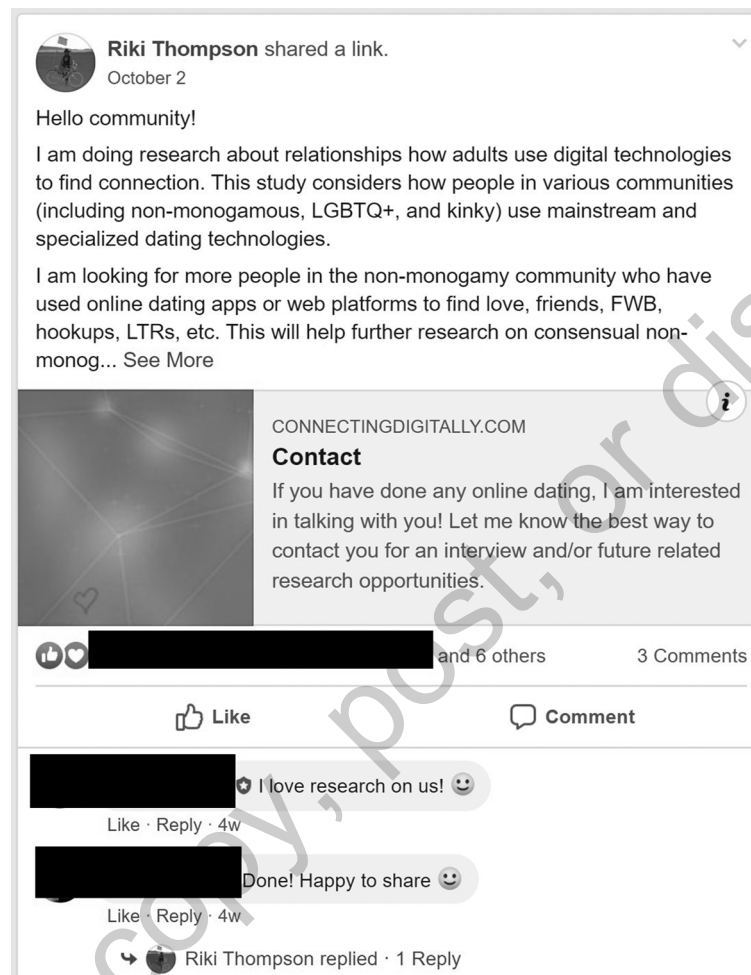 Riki Thompson shared a link.
October 2
Hello community!
I am doing research about relationships how adults use digital technologies
to find connection. This study considers how people in various communities
(including non-monogamous, LGBTQ+, and kinky) use mainstream and
specialized dating technologies.
I am looking for more people in the non-monogamy community who have
used online dating apps or web platforms to find love, friends, FWB,
hookups, LTRs, etc. This will help further research on consensual non-
monog... See More
CONNECTINGDIGITALLY.COM
Contact
If you have done any online dating, I am interested
in talking with you! Let me know the best way to
contact you for an interview and/or future related
research opportunities.
and 6 others 3 Comments
Like Comment
I love research on us!
Like · Reply · 4w
Done! Happy to share
Like · Reply · 4w
Riki Thompson replied · 1 Reply
copy, post, or dis